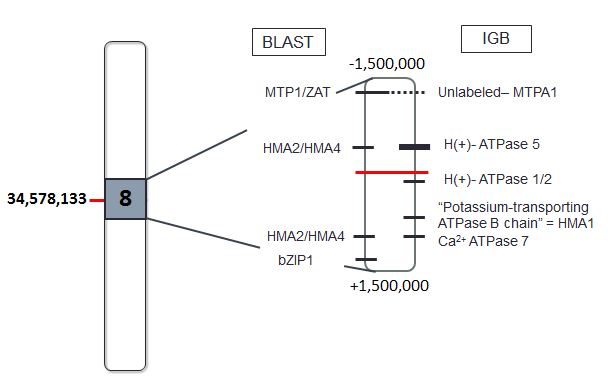 BLAST
IGB
-1,500,000
MTP1/ZAT
Unlabeled– MTPA1
HMA2/HMA4
H(+)- ATPase 5
34,578,133
8
H(+)- ATPase 1/2
“Potassium-transporting
ATPase B chain” = HMA1
HMA2/HMA4
Ca²⁺ ATPase 7
bZIP1
+1,500,000